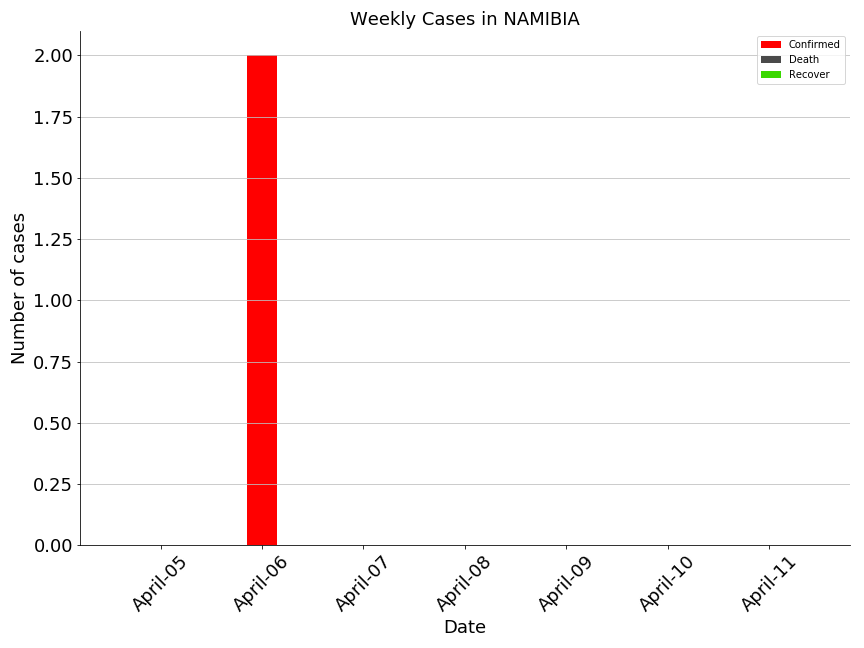 Weekly Cases in NAMIBIA
Confirmed
Death
Recover
Number of cases
2.00
1.75
1.50
1.25
1.00
0.75
0.50
0.25
0.00
April-05
April-06
April-07
April-08
April-09
April-10
April-11
Date